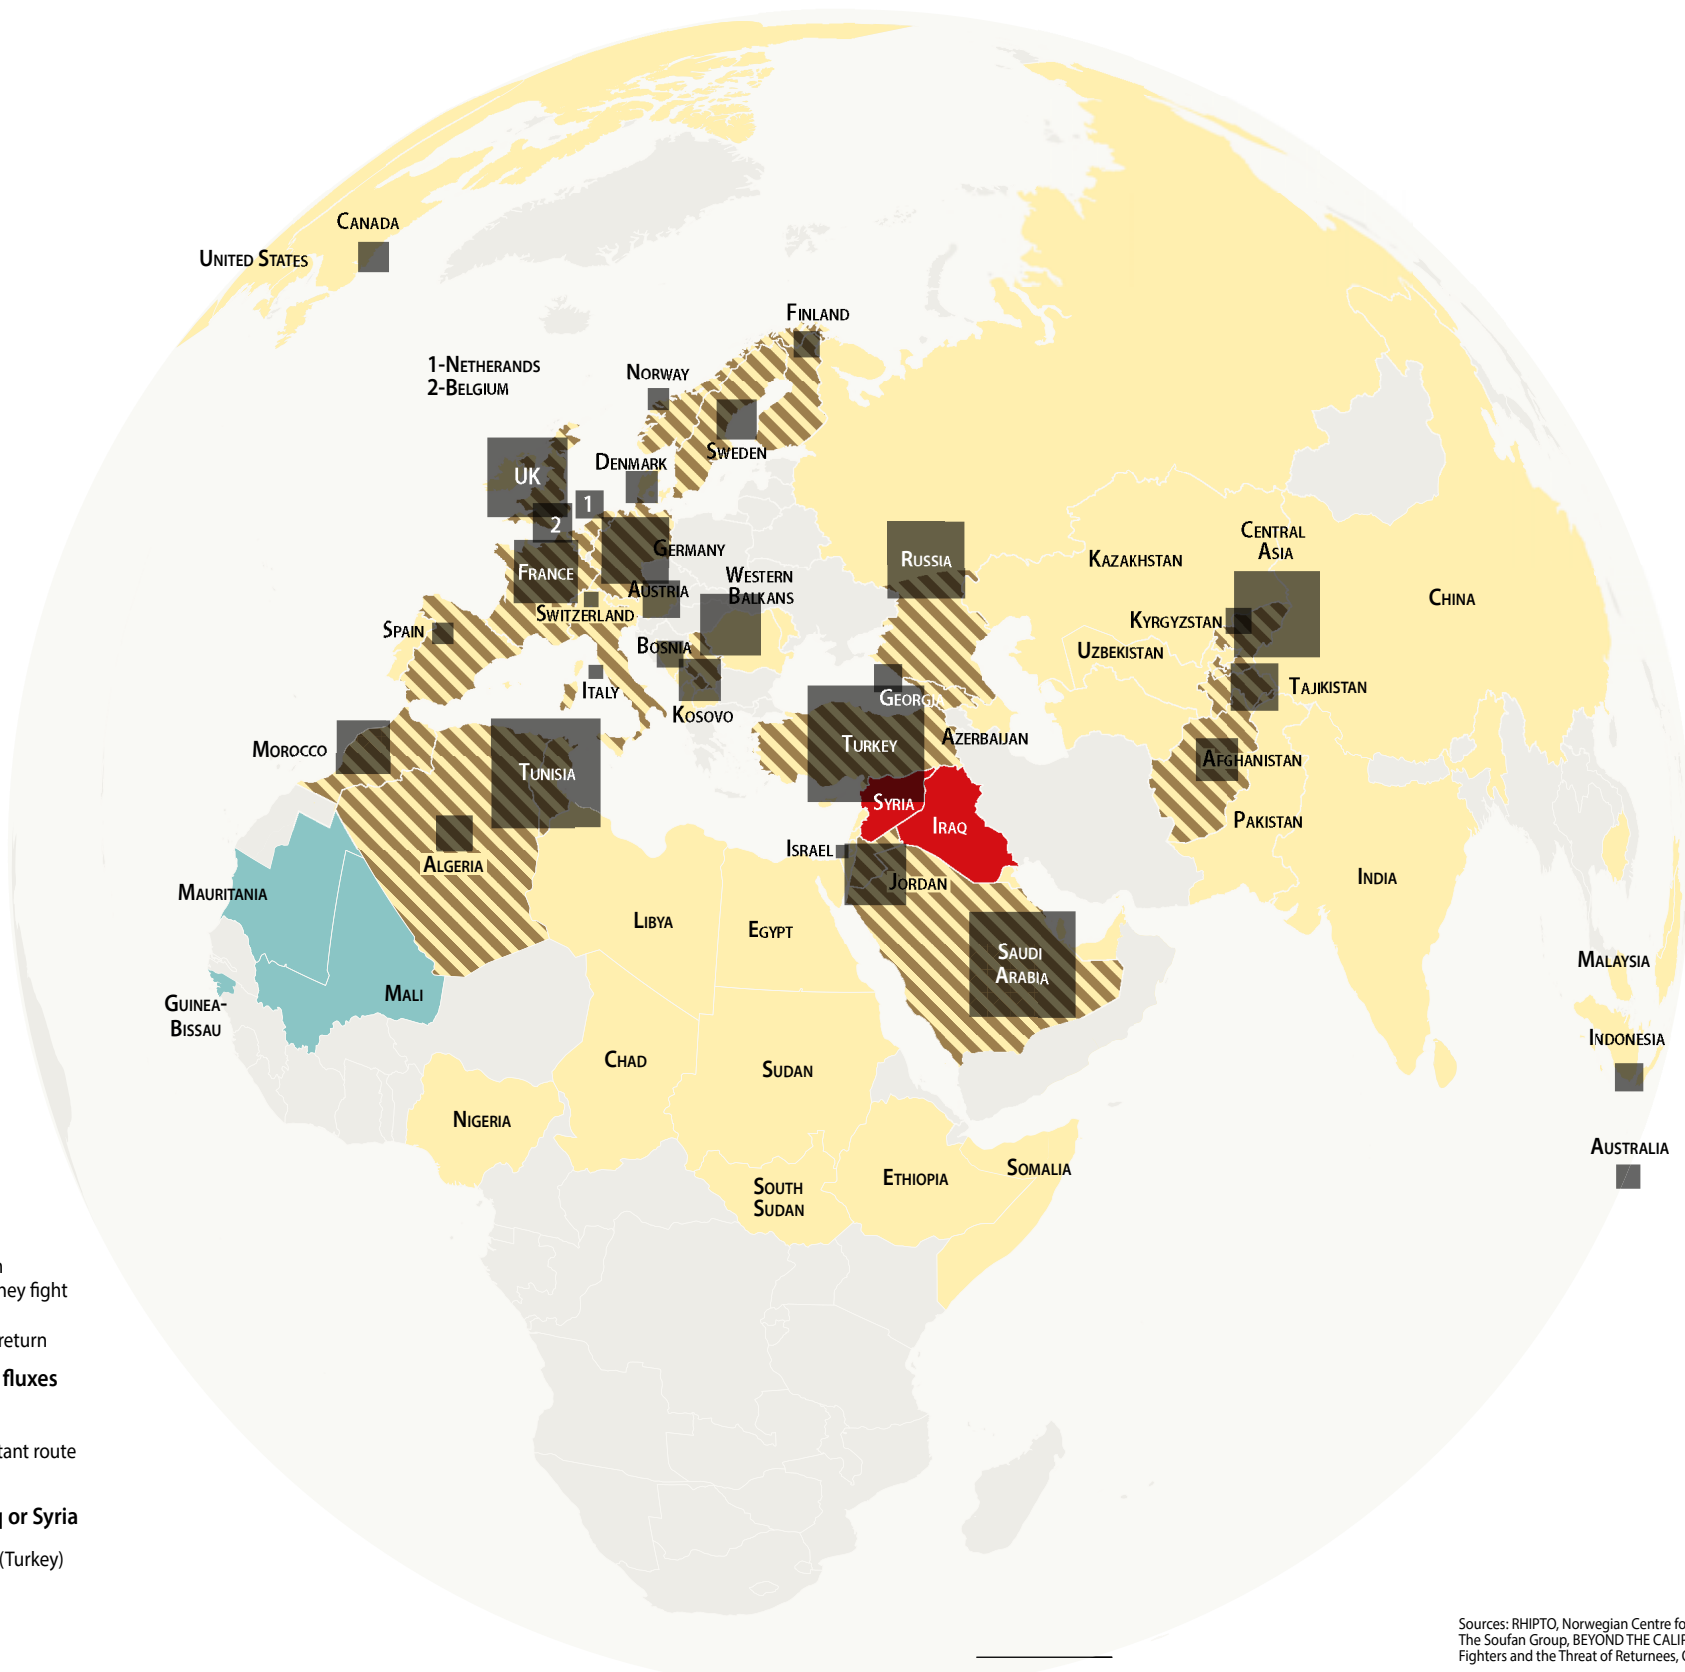 Canada
United States
Finland
1-Netherands
2-Belgium
Norway
Sweden
Denmark
UK
1
2
Germany
France
Austria
Western
Balkans
Switzerland
Spain
Bosnia
Italy
Kosovo
Russia
Kazakhstan
Central
Asia
China
Kyrgyzstan
Uzbekistan
Tajikistan
Georgia
Azerbaijan
Turkey
Morocco
Tunisia
Afghanistan
Syria
Iraq
Pakistan
Israel
Algeria
Jordan
India
Mauritania
Libya
Egypt
Saudi
Arabia
Malaysia
Mali
Guinea-
Bissau
Indonesia
Chad
Sudan
Nigeria
Australia
Somalia
Ethiopia
South
Sudan
fight
return
fluxes
route
or Syria
(Turkey)
Sources: RHIPTO, Norwegian Centre
The Soufan Group, BEYOND THE
Fighters and the Threat of Returnees,